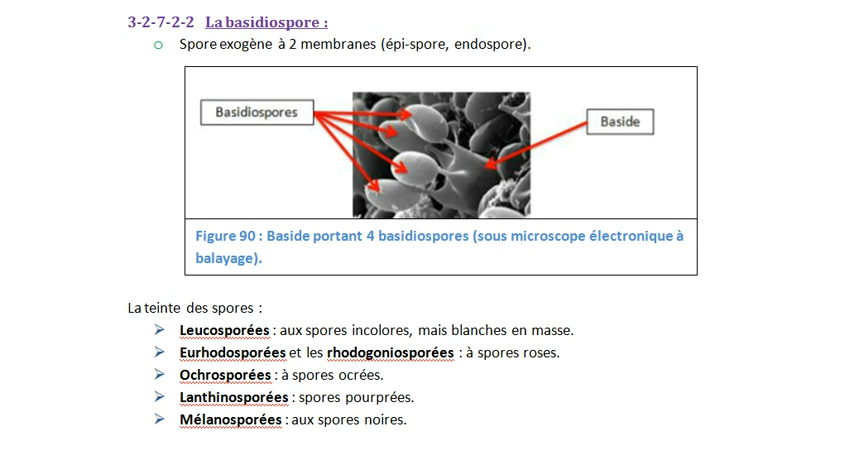 3-2-7-2-2 La basidiospore :
o Spore exogène à 2 membranes (épi-spore, endospore).
Basidiospores
Baside
Figure 90 : Baside portant 4 basidiospores (sous microscope électronique à
balayage).
La teinte des spores :
➢ Leucosporées : aux spores incolores, mais blanches en masse.
➢ Eurhodosporées et les rhodogoniosporées : à spores roses.
➢ Ochrosporées : à spores ocrées.
➢ Lanthinosporées : spores pourprées.
➢ Mélanosporées : aux spores noires.